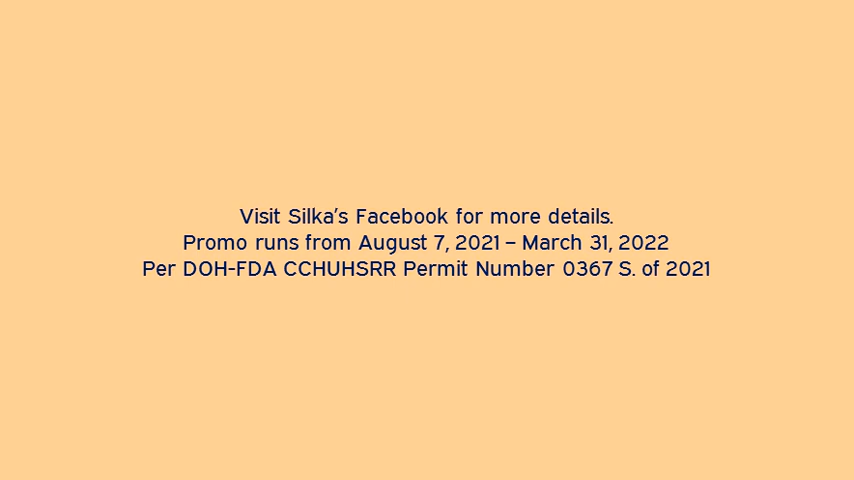 Visit Silka's Facebook for more details.
Promo runs from August 7, 2021 – March 31, 2022
Per DOH-FDA CCHUHSRR Permit Number 0367 S. of 2021